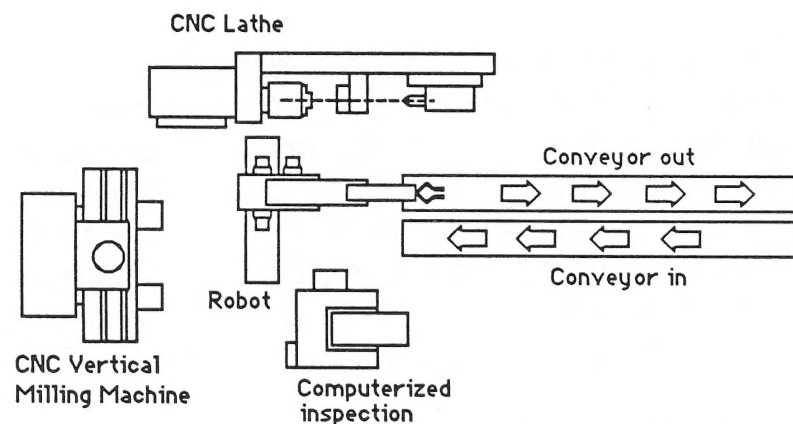 CNC Lathe
Conveyor out
Conveyor in
Robot
CNC Vertical
Milling Machine
Computerized
inspection